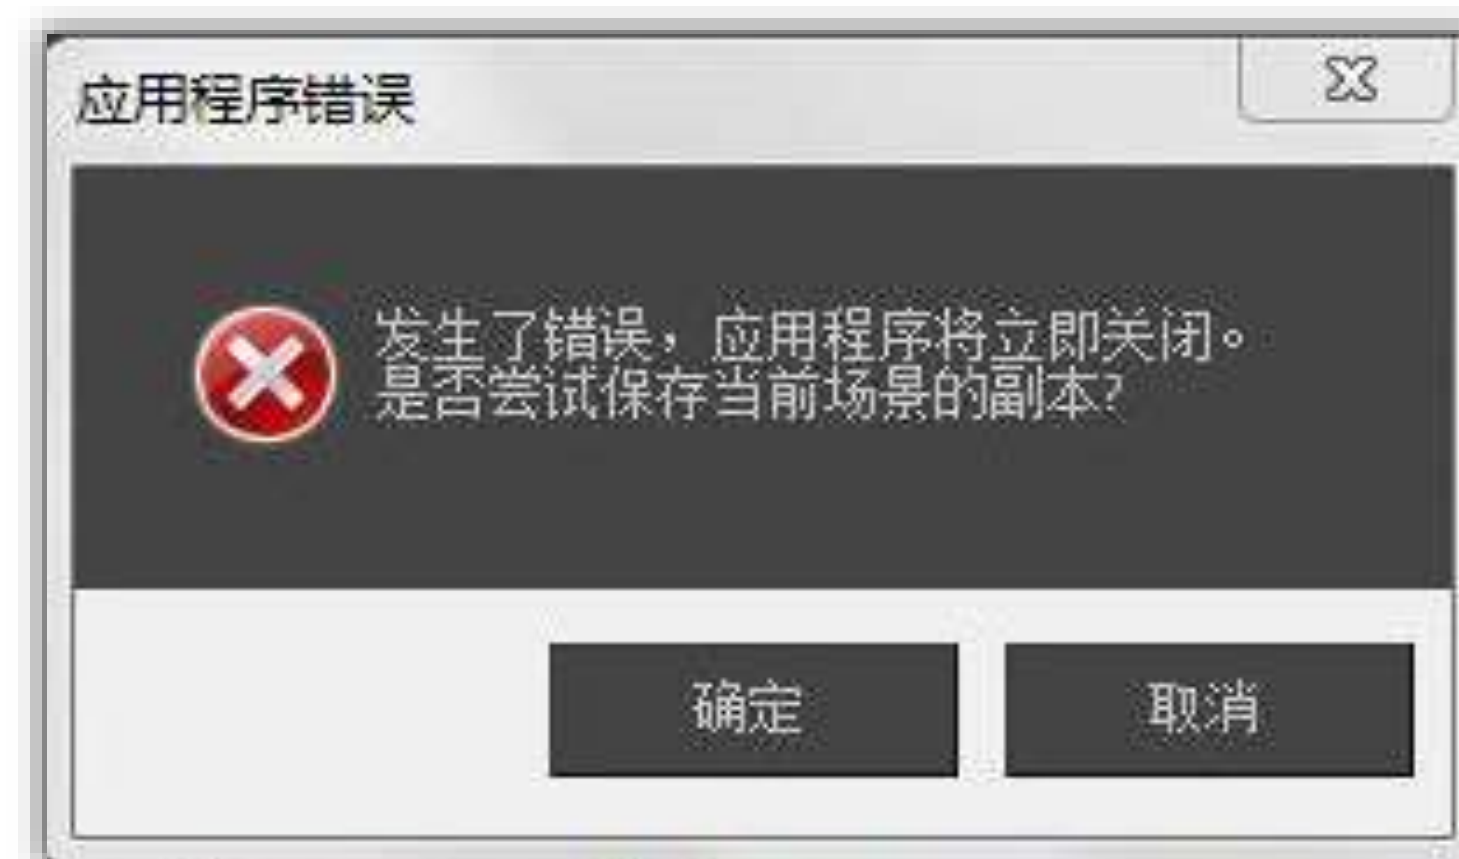 应用程序错误
发生了错误，应用程序将立即关闭。
是否尝试保存当前场景的副本?
确定
取消